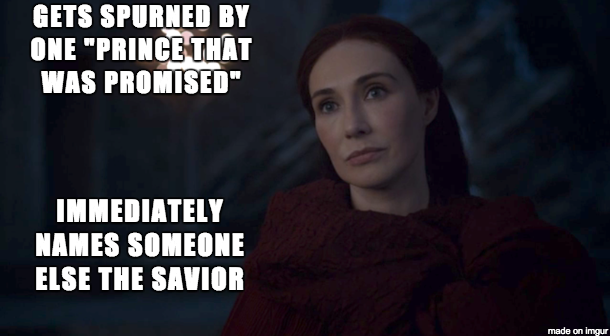 GETS SPURNED BY
ONE "PRINCE THAT
WAS PROMISED"
IMMEDIATELY
NAMES SOMEONE
ELSE THE SAVIOR
made on imgur